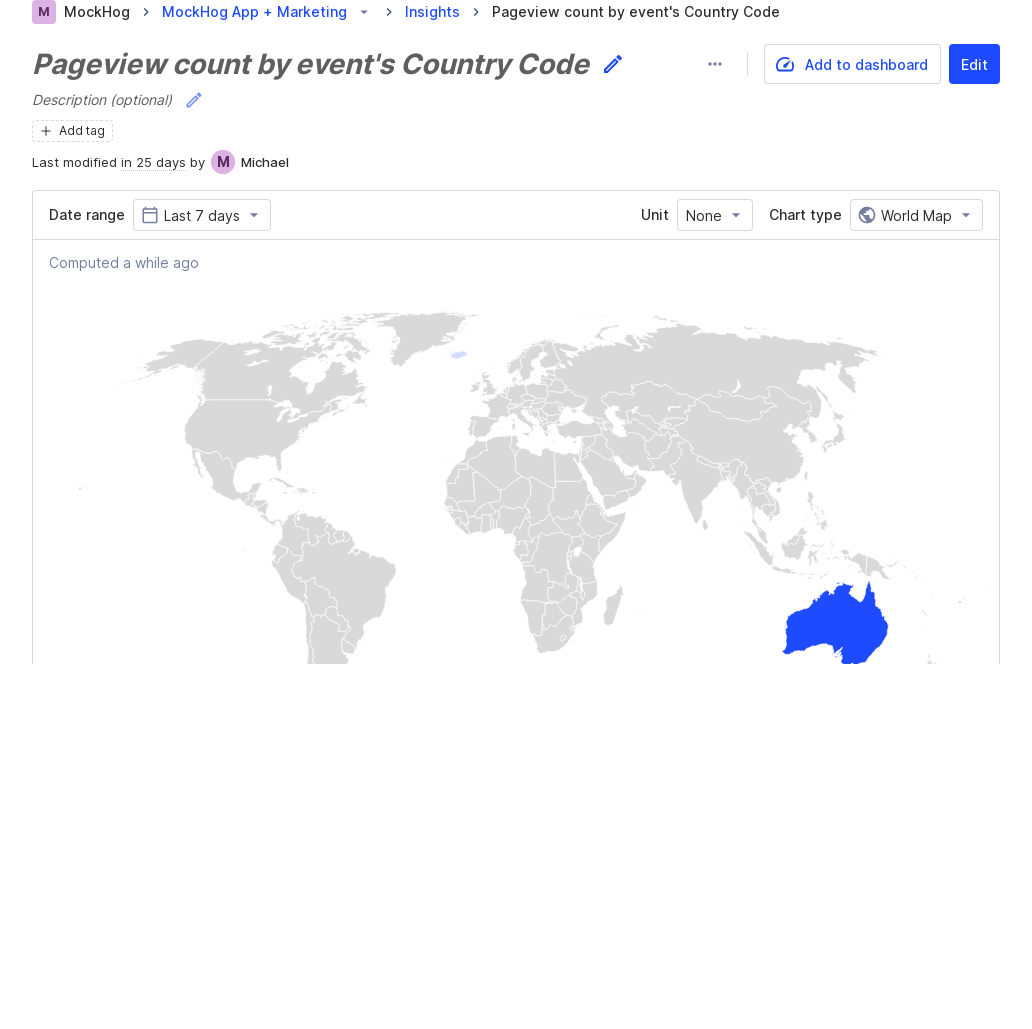 M MockHog MockHog App + Marketing Insights Pageview count by event's Country Code
Pageview count by event's Country Code
Add to dashboard Edit
Description (optional)
Add tag
Last modified in 25 days by M Michael
Date range Last 7 days Unit None Chart type World Map
Computed a while ago